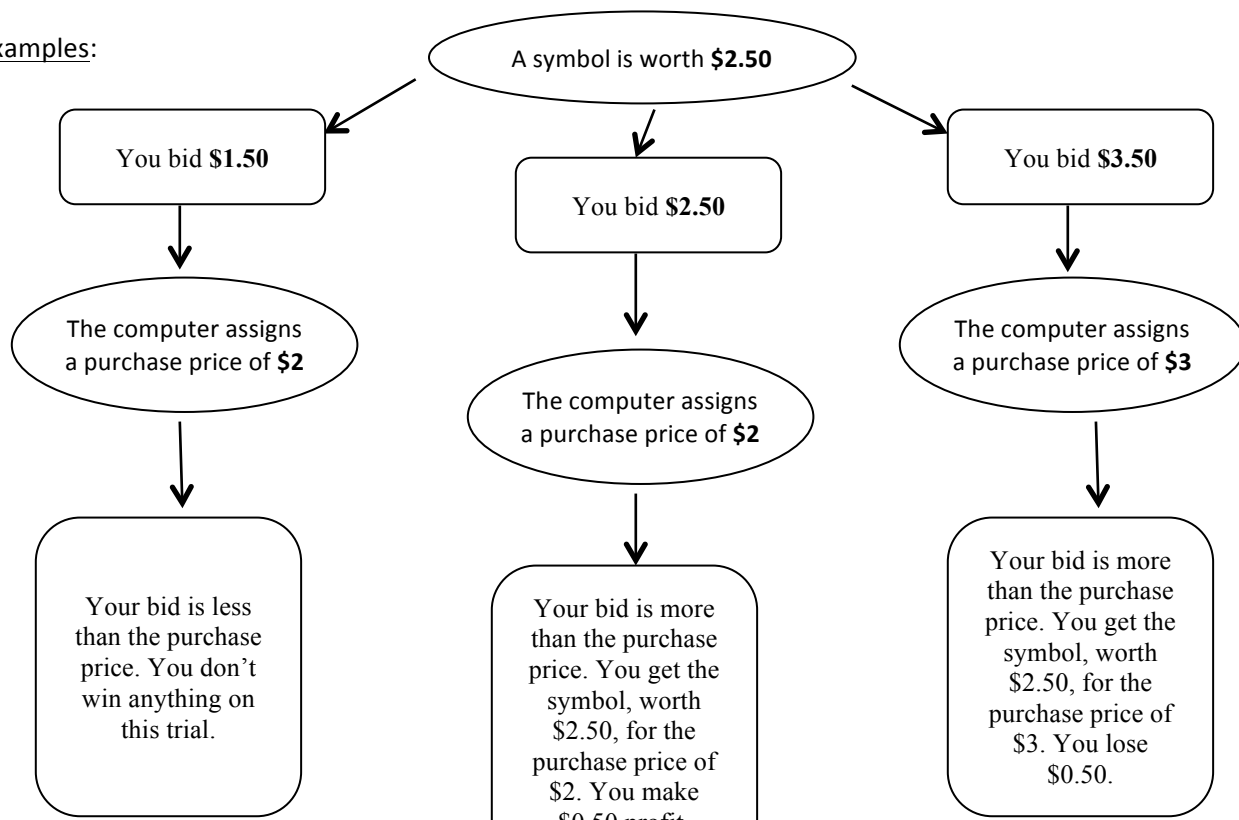 xamples:
A symbol is worth $2.50
You bid $1.50
You bid $2.50
You bid $3.50
The computer assigns
a purchase price of $2
The computer assigns
a purchase price of $2
The computer assigns
a purchase price of $3
Your bid is less
than the purchase
price. You don’t
win anything on
this trial.
Your bid is more
than the purchase
price. You get the
symbol, worth
$2.50, for the
purchase price of
$2. You make
$0.50 profit
Your bid is more
than the purchase
price. You get the
symbol, worth
$2.50, for the
purchase price of
$3. You lose
$0.50.